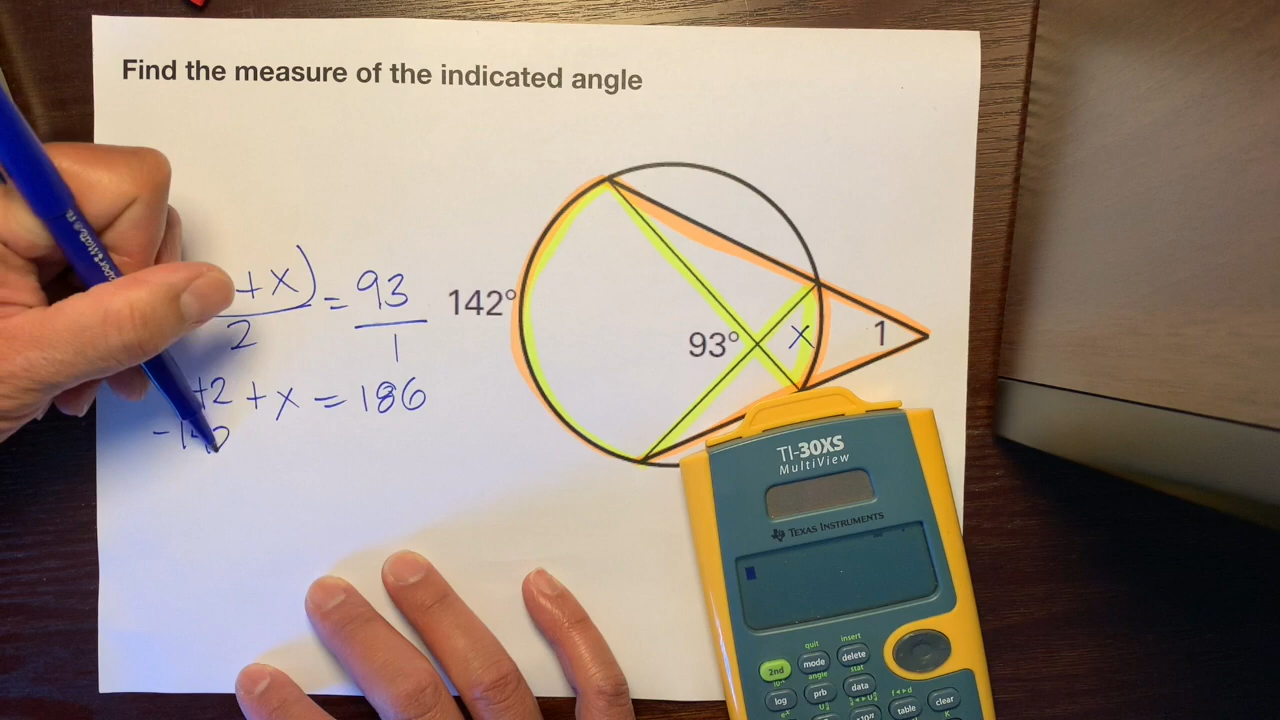 Find the measure of the indicated angle
+ x) = 93
2 1
+2 + x = 186
142°
93°
x
1
TI-30XS
MultiView
TEXAS INSTRUMENTS
quit insert
2nd mode delete
angle stat
log prb data table clear